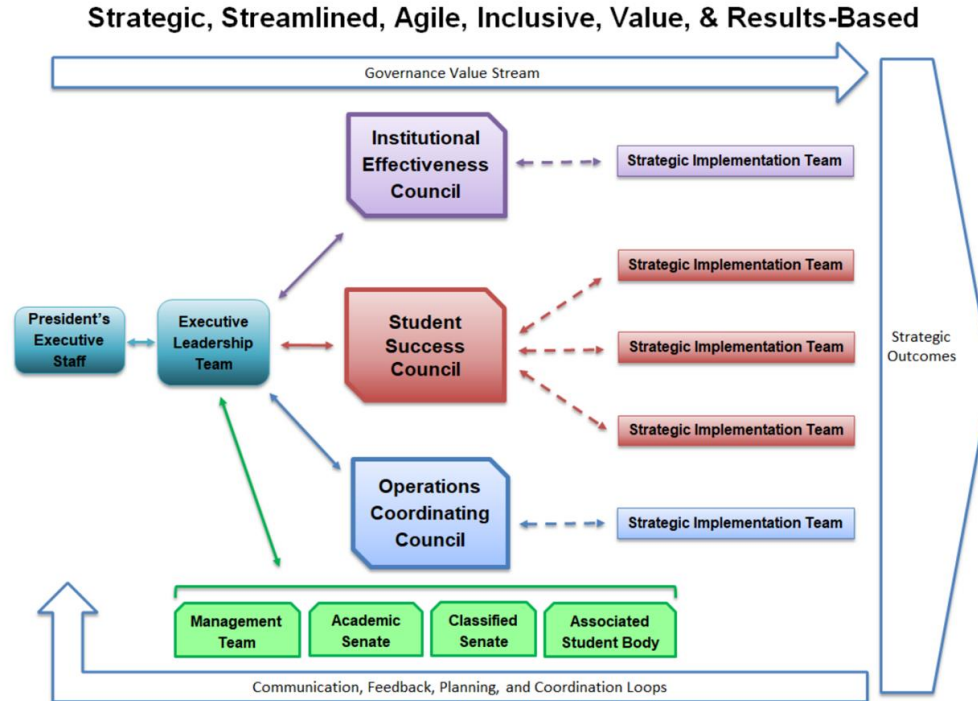 Strategic, Streamlined, Agile, Inclusive, Value, & Results-Based
Governance Value Stream
Institutional
Effectiveness
Council
Strategic Implementation Team
Strategic Implementation Team
President's
Executive
Staff
Executive
Leadership
Team
Student
Success
Council
Strategic Implementation Team
Strategic
Outcomes
Strategic Implementation Team
Operations
Coordinating
Council
Strategic Implementation Team
Management
Team
Academic
Senate
Classified
Senate
Associated
Student Body
Communication, Feedback, Planning, and Coordination Loops